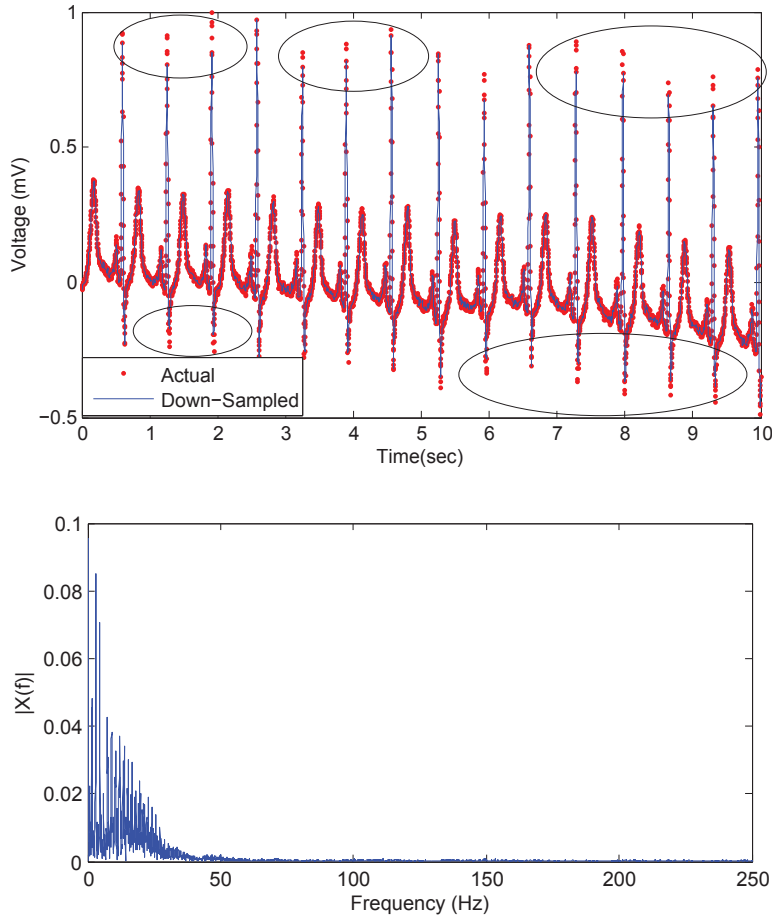 1
0.5
0
−0.5
Voltage (mV)
Actual
Down−Sampled
0 1 2 3 4 5 6 7 8 9 10
Time(sec)
0.1
0.08
0.06
0.04
0.02
0
|X(f)|
0 50 100 150 200 250
Frequency (Hz)